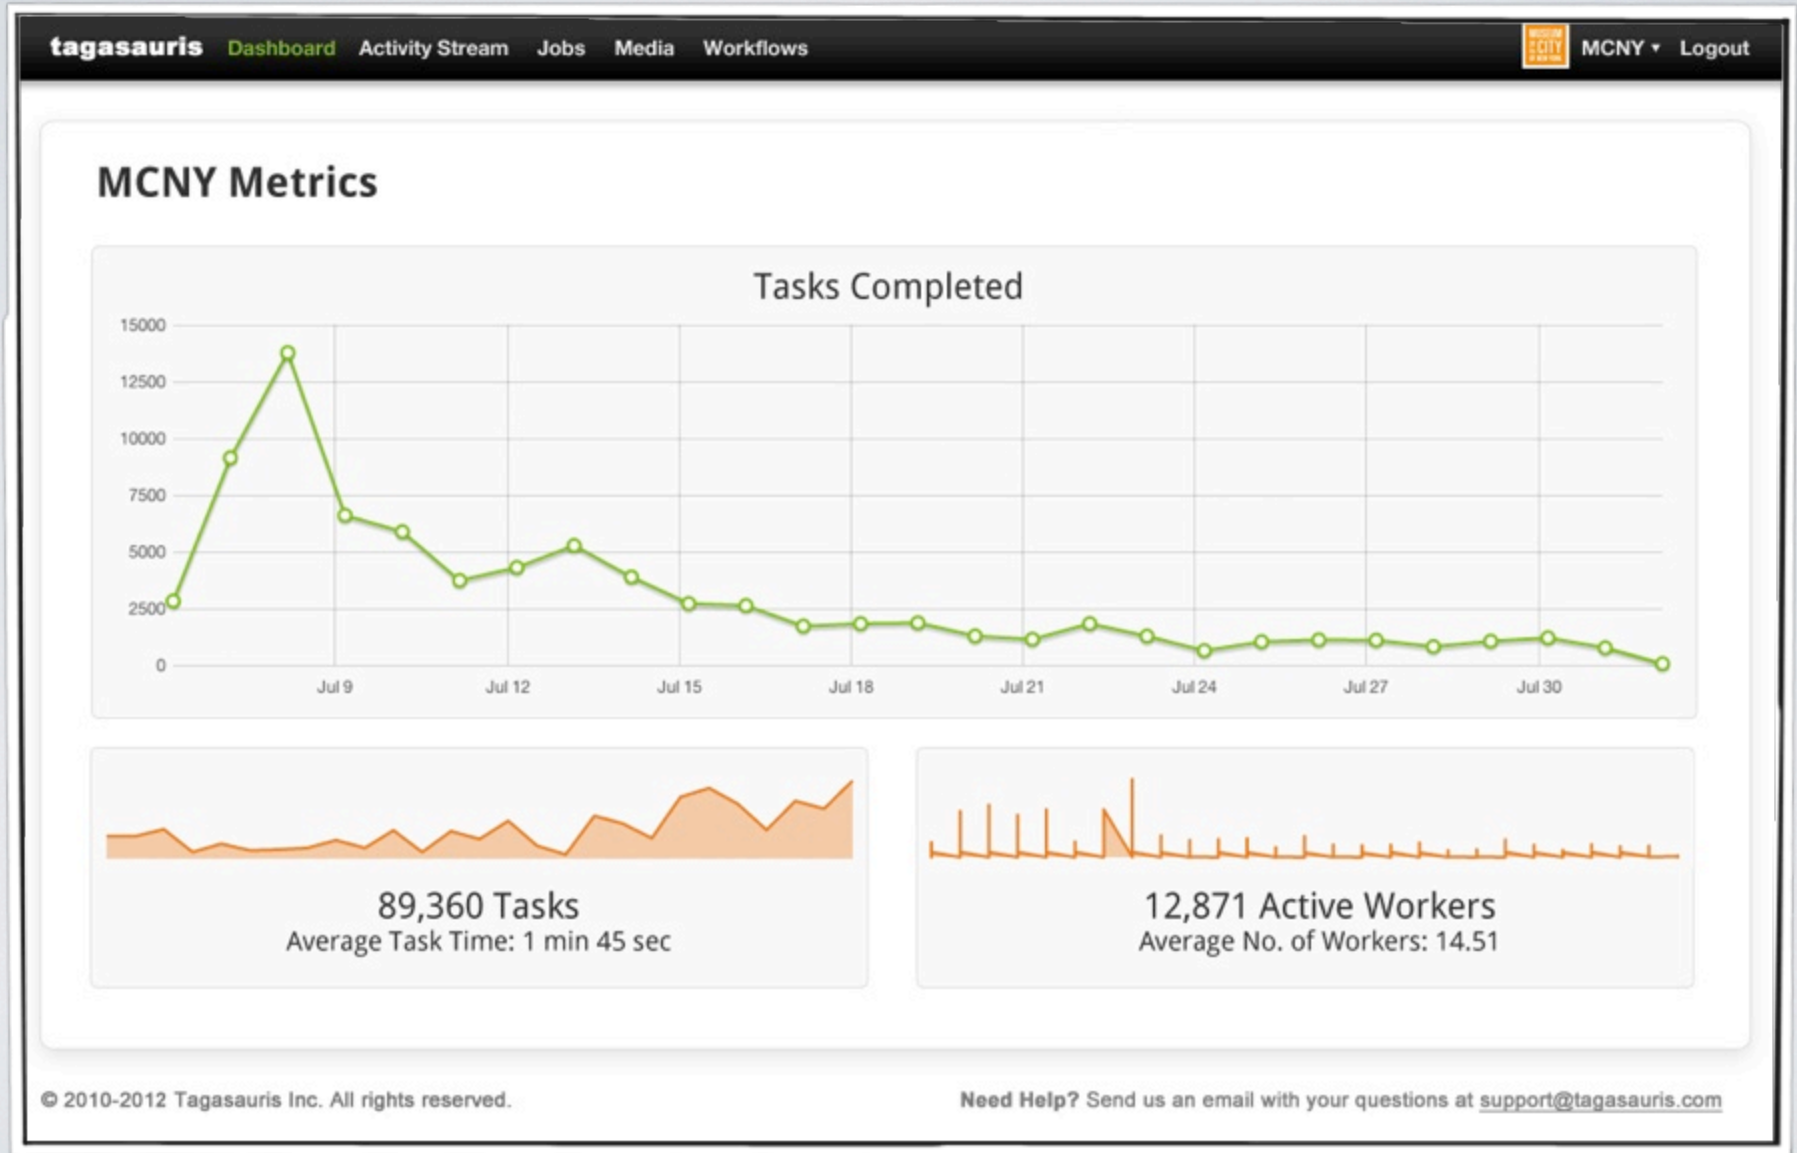 tagasauris Dashboard Activity Stream Jobs Media Workflows MUSEUM CITY MCNY Logout
MCNY Metrics
Tasks Completed
15000
12500
10000
7500
5000
2500
0
Jul 9 Jul 12 Jul 15 Jul 18 Jul 21 Jul 24 Jul 27 Jul 30
89,360 Tasks
Average Task Time: 1 min 45 sec
12,871 Active Workers
Average No. of Workers: 14.51
© 2010-2012 Tagasauris Inc. All rights reserved.
Need Help? Send us an email with your questions at support@tagasauris.com